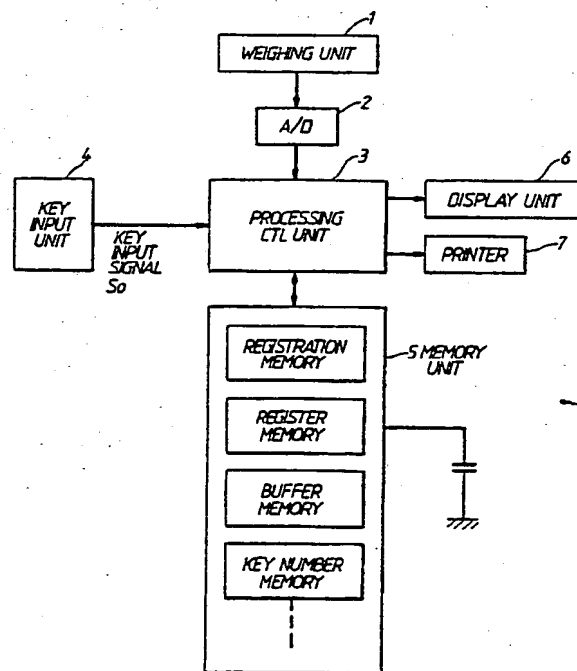 1
WEIGHING UNIT
2
A/D
3
4
6
KEY
INPUT
UNIT
PROCESSING
CTL UNIT
DISPLAY UNIT
KEY
INPUT
SIGNAL
So
7
PRINTER
REGISTRATION
MEMORY
5 MEMORY
UNIT
REGISTER
MEMORY
BUFFER
MEMORY
KEY NUMBER
MEMORY